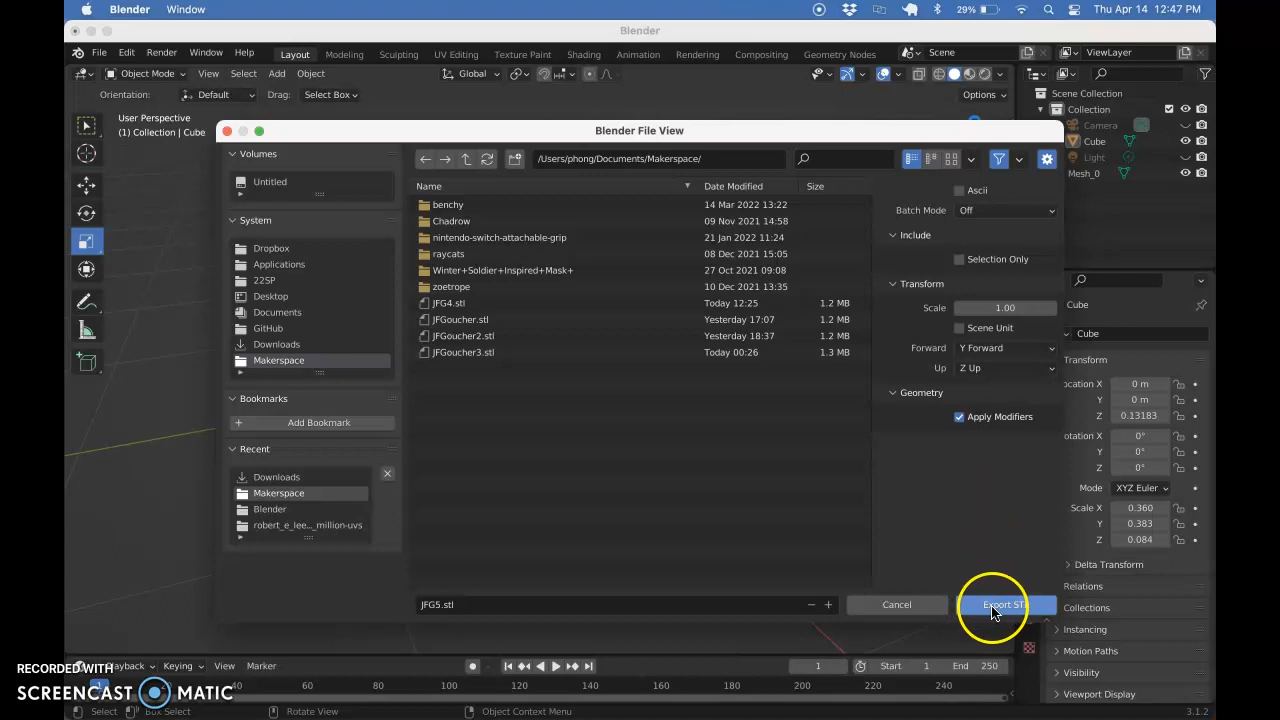 Blender Window 29% Thu Apr 14 12:47 PM
Blender
File Edit Render Window Help Layout Modeling Sculpting UV Editing Texture Paint Shading Animation Rendering Compositing Geometry Nodes Scene ViewLayer
Object Mode View Select Add Object Global
Orientation: Default Drag: Select Box Options
Scene Collection
Collection
User Perspective
(1) Collection | Cube
Camera
Cube
Light
Mesh_0
Blender File View
Volumes
Untitled
System
Dropbox
Applications
22SP
Desktop
Documents
GitHub
Downloads
Makerspace
Bookmarks
Add Bookmark
Recent
Downloads
Makerspace
Blender
robert_e_lee..._million-uvs
/Users/phong/Documents/Makerspace/
Name Date Modified Size
benchy 14 Mar 2022 13:22
Chadrow 09 Nov 2021 14:58
nintendo-switch-attachable-grip 21 Jan 2022 11:24
raycats 08 Dec 2021 15:05
Winter+Soldier+Inspired+Mask+ 27 Oct 2021 09:08
zoetrope 10 Dec 2021 13:35
JFG4.stl Today 12:25 1.2 MB
JFGoucher.stl Yesterday 17:07 1.2 MB
JFGoucher2.stl Yesterday 18:37 1.2 MB
JFGoucher3.stl Today 00:26 1.3 MB
Ascii
Batch Mode Off
Include
Selection Only
Transform
Scale 1.00
Scene Unit
Forward Y Forward
Up Z Up
Geometry
Apply Modifiers
JFG5.stl Cancel Export ST
Cube
Cube
Transform
ocation X 0 m
Y 0 m
Z 0.13183
otation X 0°
Y 0°
Z 0°
Mode XYZ Euler
Scale X 0.360
Y 0.383
Z 0.084
Delta Transform
Relations
Collections
Instancing
Motion Paths
Visibility
Viewport Display
RECORDED WITH
SCREENCAST MATIC
Playback Keying View Marker 1 Start 1 End 250
1 20 40 60 80 100 120 140 160 180 200 220 240
Select Box Select Rotate View Object Context Menu 3.1.2